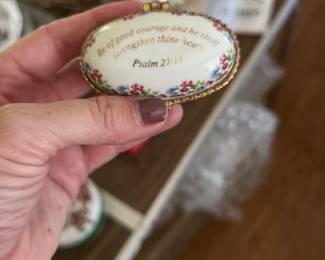 Be of good courage and he shall
strengthen thine heart
Psalm 27:14